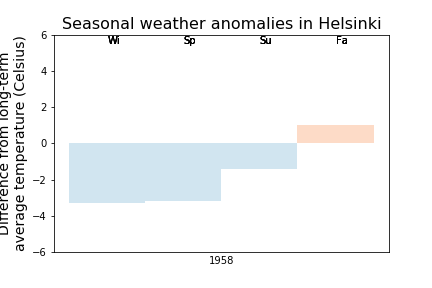 Seasonal weather anomalies in Helsinki
Wi Sp Su Fa
Difference from long-term
average temperature (Celsius)
6
4
2
0
−2
−4
−6
1958